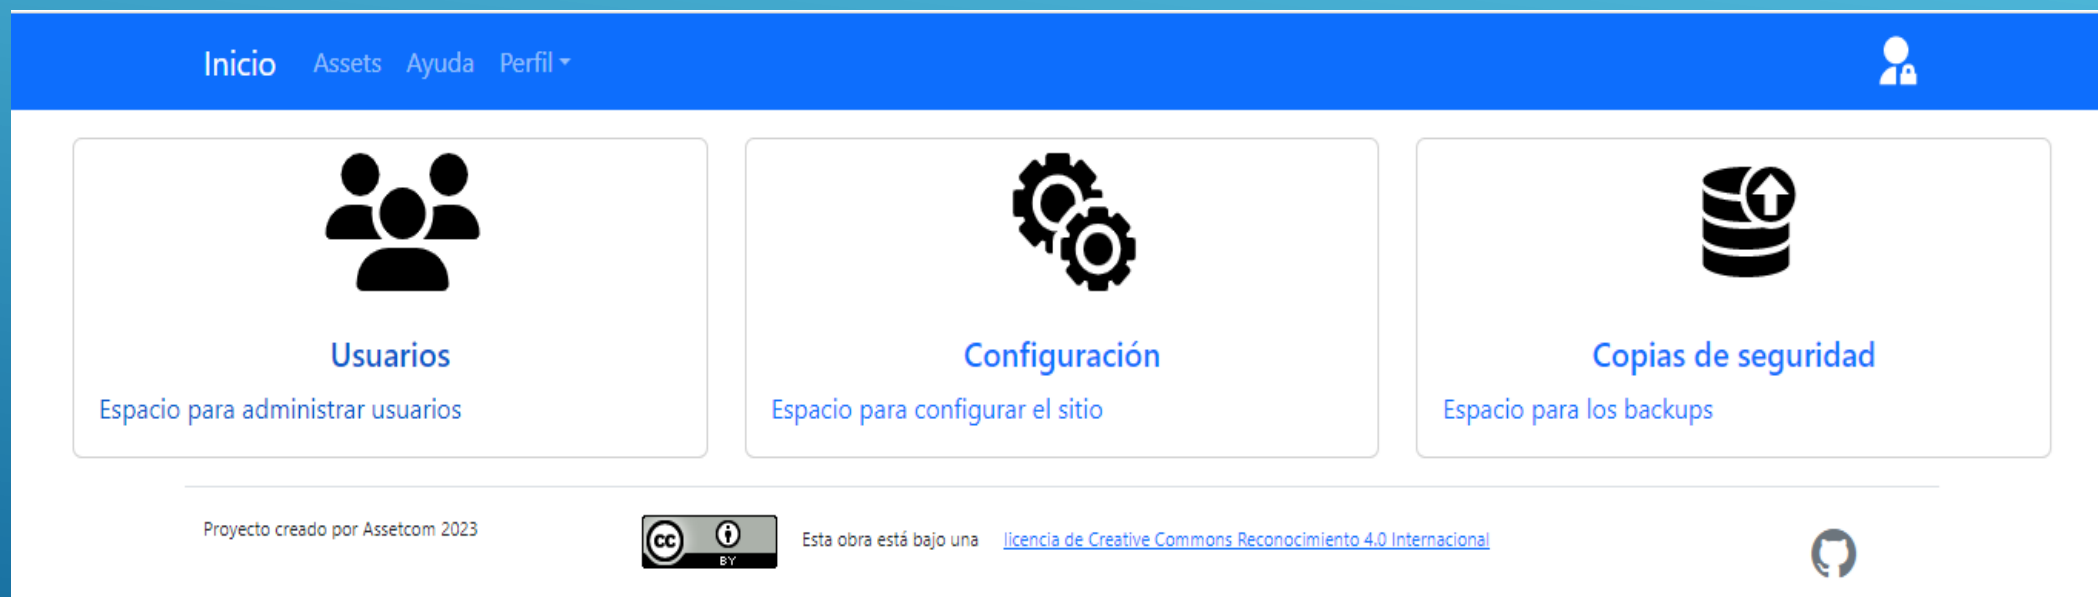 Inicio Assets Ayuda Perfil
Usuarios
Espacio para administrar usuarios
Configuración
Espacio para configurar el sitio
Copias de seguridad
Espacio para los backups
Proyecto creado por Assetcom 2023
cc BY
Esta obra está bajo una licencia de Creative Commons Reconocimiento 4.0 Internacional